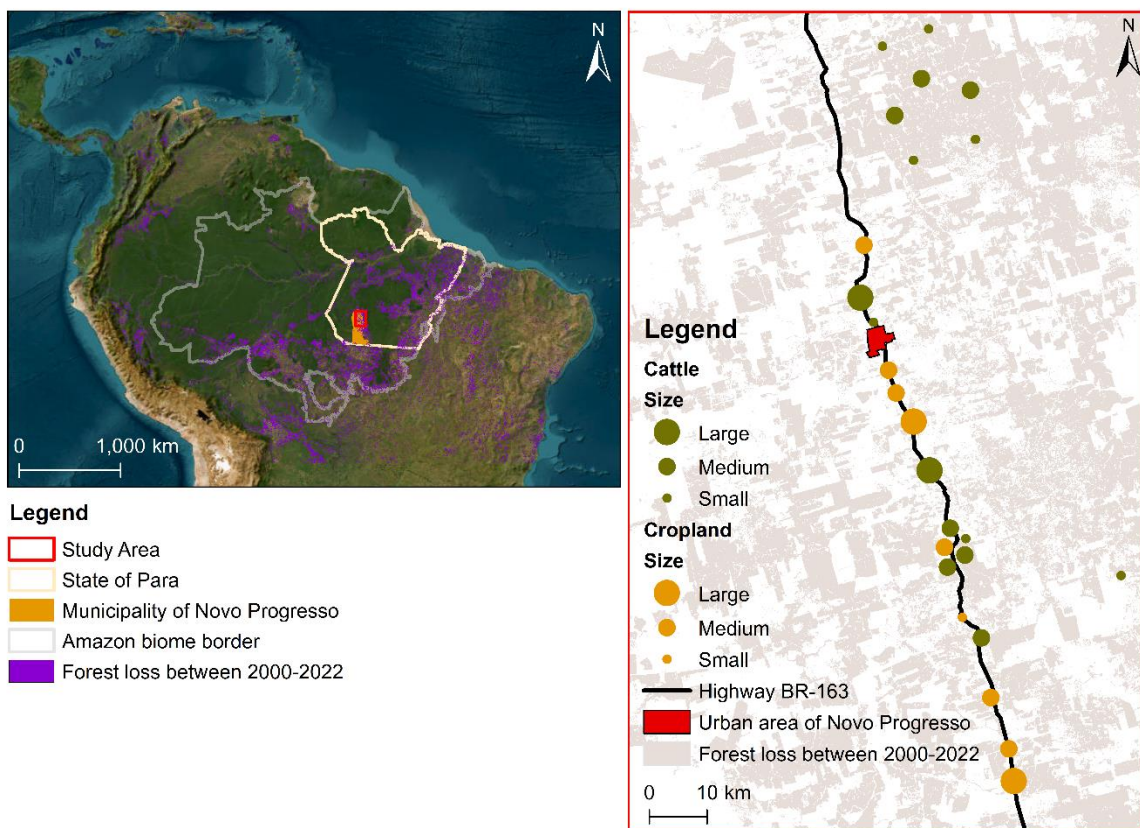 N
0
1,000 km
Legend
Study Area
State of Para
Municipality of Novo Progresso
Amazon biome border
Forest loss between 2000-2022
N
Legend
Cattle
Size
Large
Medium
Small
Cropland
Size
Large
Medium
Small
Highway BR-163
Urban area of Novo Progresso
Forest loss between 2000-2022
0 10 km